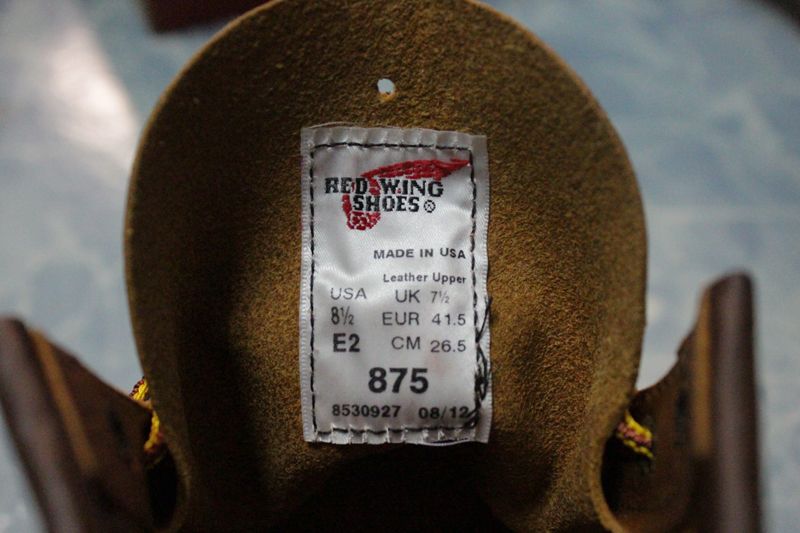 RED WING
SHOES ®
MADE IN USA
Leather Upper
USA UK 7½
8½ EUR 41.5
E2 CM 26.5
875
8530927 08/12